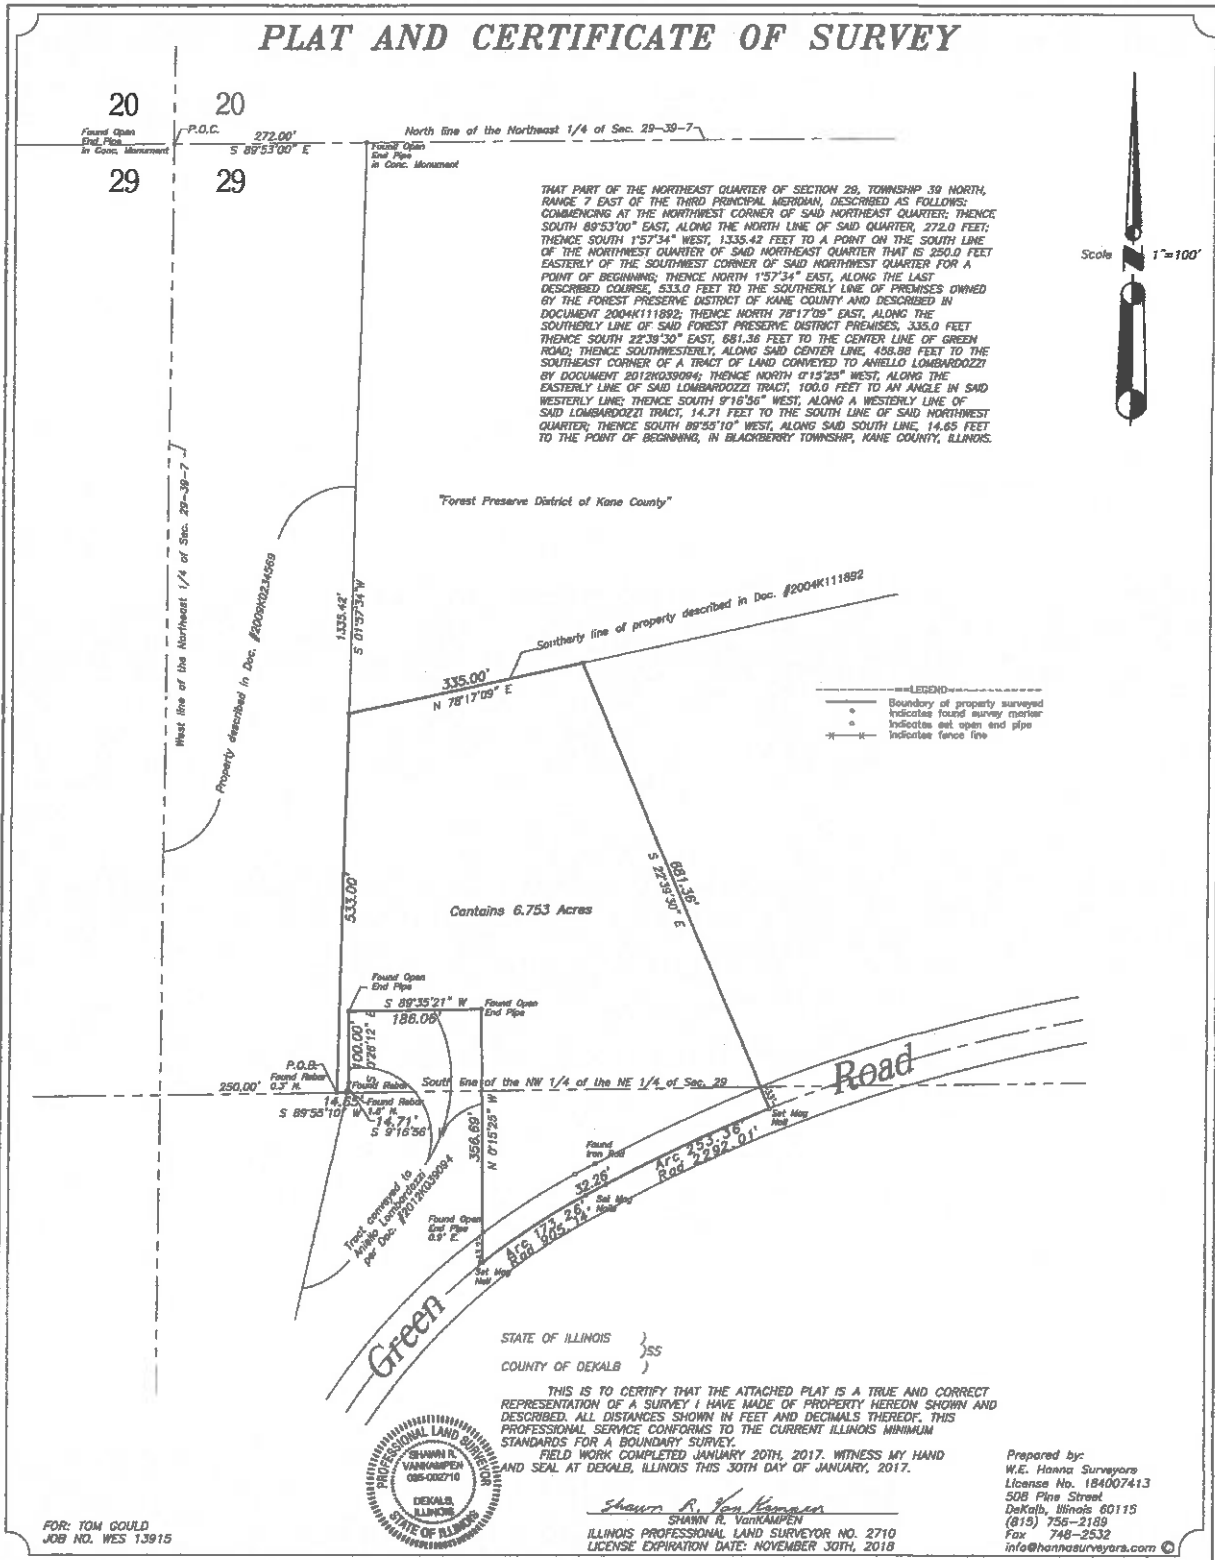 PLAT AND CERTIFICATE OF SURVEY
20 20
Found Open
End Pipe
in Conc. Monument
P.O.C.
272.00'
S 89°53'00" E
North line of the Northeast 1/4 of Sec. 29-39-7
Found Open
End Pipe
in Conc. Monument
29 29
THAT PART OF THE NORTHEAST QUARTER OF SECTION 29, TOWNSHIP 39 NORTH,
RANGE 7 EAST OF THE THIRD PRINCIPAL MERIDIAN, DESCRIBED AS FOLLOWS:
COMMENCING AT THE NORTHWEST CORNER OF SAID NORTHEAST QUARTER; THENCE
SOUTH 89°53'00" EAST, ALONG THE NORTH LINE OF SAID QUARTER, 272.0 FEET;
THENCE SOUTH 1°57'34" WEST, 1335.42 FEET TO A POINT ON THE SOUTH LINE
OF THE NORTHWEST QUARTER OF SAID NORTHEAST QUARTER THAT IS 250.0 FEET
EASTERLY OF THE SOUTHWEST CORNER OF SAID NORTHWEST QUARTER FOR A
POINT OF BEGINNING; THENCE NORTH 1°57'34" EAST, ALONG THE LAST
DESCRIBED COURSE, 533.0 FEET TO THE SOUTHERLY LINE OF PREMISES OWNED
BY THE FOREST PRESERVE DISTRICT OF KANE COUNTY AND DESCRIBED IN
DOCUMENT 2004K111892; THENCE NORTH 78°17'09" EAST, ALONG THE
SOUTHERLY LINE OF SAID FOREST PRESERVE DISTRICT PREMISES, 335.0 FEET
THENCE SOUTH 22°39'30" EAST, 681.36 FEET TO THE CENTER LINE OF GREEN
ROAD; THENCE SOUTHWESTERLY, ALONG SAID CENTER LINE, 458.88 FEET TO THE
SOUTHEAST CORNER OF A TRACT OF LAND CONVEYED TO ANIELLO LOMBARDOZZI
BY DOCUMENT 2012K039094; THENCE NORTH 0°15'25" WEST, ALONG THE
EASTERLY LINE OF SAID LOMBARDOZZI TRACT, 100.0 FEET TO AN ANGLE IN SAID
WESTERLY LINE; THENCE SOUTH 9°16'56" WEST, ALONG A WESTERLY LINE OF
SAID LOMBARDOZZI TRACT, 14.71 FEET TO THE SOUTH LINE OF SAID NORTHWEST
QUARTER; THENCE SOUTH 89°55'10" WEST, ALONG SAID SOUTH LINE, 14.65 FEET
TO THE POINT OF BEGINNING, IN BLACKBERRY TOWNSHIP, KANE COUNTY, ILLINOIS.
Scale 1"=100'
West line of the Northeast 1/4 of Sec. 29-39-7
Property described in Doc. #2009K0234569
1335.42'
S 01°57'34" W
"Forest Preserve District of Kane County"
Southerly line of property described in Doc. #2004K111892
335.00'
N 78°17'09" E
LEGEND
Boundary of property surveyed
Indicates found survey marker
Indicates set open end pipe
Indicates fence line
681.36'
S 22°39'30" E
533.00'
Contains 6.753 Acres
Found Open
End Pipe
S 89°35'21" W
186.06'
Found Open
End Pipe
100.00'
S 0°26'12" E
P.O.B.
Found Rebar
0.3' N.
250.00'
South line of the NW 1/4 of the NE 1/4 of Sec. 29
Found Rebar
14.65'
S 89°55'10" W
Found Rebar
1.8' N.
14.71'
S 9°16'56" W
356.69'
N 0°15'25" W
Tract conveyed to
Aniello Lombardozzi
per Doc. #2012K039094
Found Open
End Pipe
0.9' E.
Set Mag
Nail
Green Road
Arc 173.26'
Rad 905.14'
32.26'
Set Mag
Nails
Found
Iron Rod
Arc 253.36'
Rad 2292.01'
Set Mag
Nail
STATE OF ILLINOIS )
)SS
COUNTY OF DEKALB )
THIS IS TO CERTIFY THAT THE ATTACHED PLAT IS A TRUE AND CORRECT
REPRESENTATION OF A SURVEY I HAVE MADE OF PROPERTY HEREON SHOWN AND
DESCRIBED. ALL DISTANCES SHOWN IN FEET AND DECIMALS THEREOF. THIS
PROFESSIONAL SERVICE CONFORMS TO THE CURRENT ILLINOIS MINIMUM
STANDARDS FOR A BOUNDARY SURVEY.
FIELD WORK COMPLETED JANUARY 20TH, 2017. WITNESS MY HAND
AND SEAL AT DEKALB, ILLINOIS THIS 30TH DAY OF JANUARY, 2017.
Shawn R. VanKampen
SHAWN R. VanKAMPEN
ILLINOIS PROFESSIONAL LAND SURVEYOR NO. 2710
LICENSE EXPIRATION DATE: NOVEMBER 30TH, 2018
PROFESSIONAL LAND SURVEYOR
SHAWN R.
VANKAMPEN
035-002710
DEKALB,
ILLINOIS
STATE OF ILLINOIS
Prepared by:
W.E. Hanna Surveyors
License No. 184007413
508 Pine Street
DeKalb, Illinois 60115
(815) 756-2189
Fax 748-2532
info@hannasurveyors.com ©
FOR: TOM GOULD
JOB NO. WES 13915